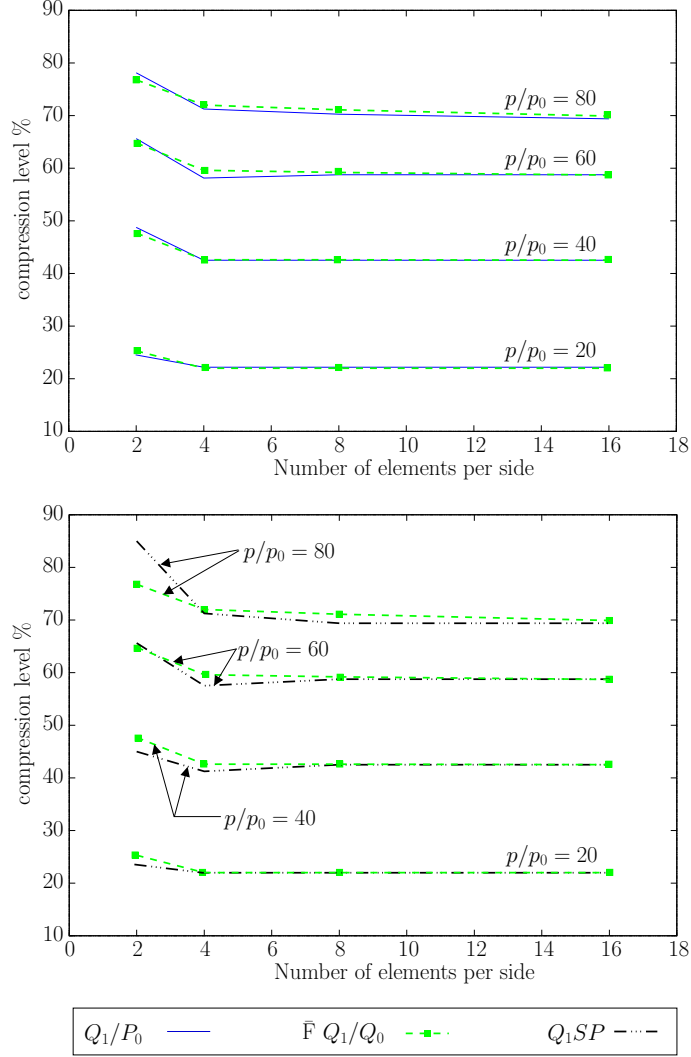 90
80
70
60
50
40
30
20
10
0 2 4 6 8 10 12 14 16 18
compression level %
Number of elements per side
p/p₀ = 80
p/p₀ = 60
p/p₀ = 40
p/p₀ = 20
90
80
70
60
50
40
30
20
10
0 2 4 6 8 10 12 14 16 18
compression level %
Number of elements per side
p/p₀ = 80
p/p₀ = 60
p/p₀ = 40
p/p₀ = 20
Q₁/P₀ F̄ Q₁/Q₀ Q₁SP